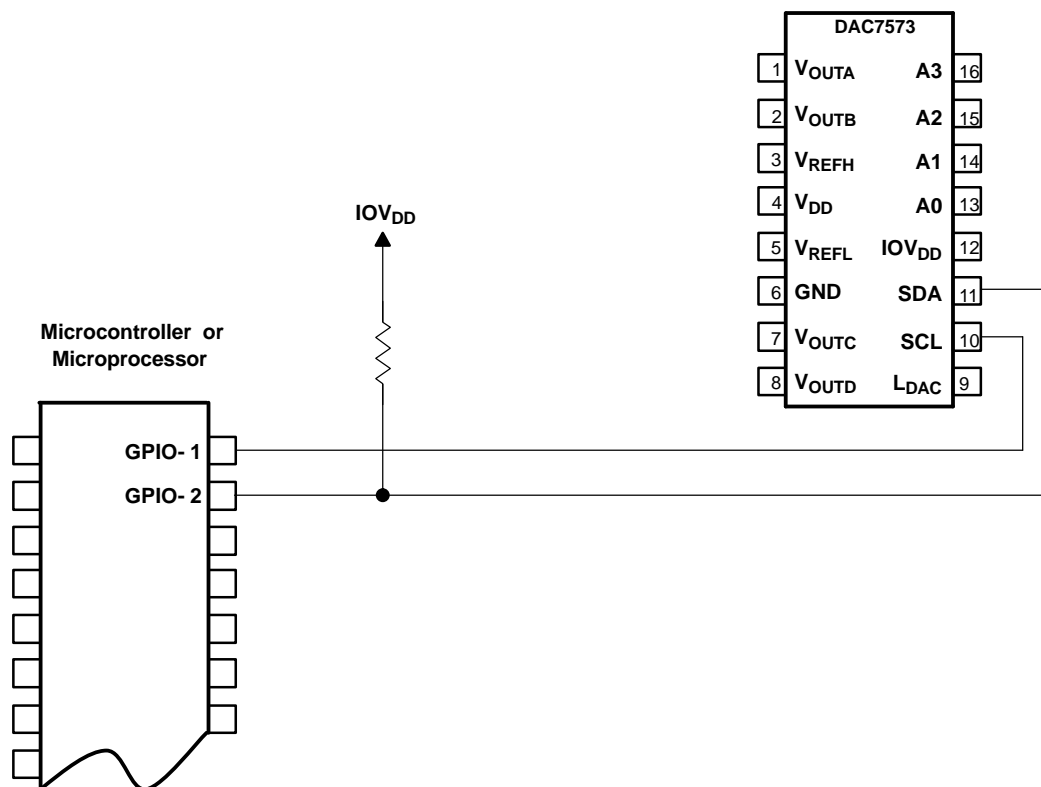 DAC7573
1 VOUTA A3 16
2 VOUTB A2 15
3 VREFH A1 14
4 VDD A0 13
5 VREFL IOVDD 12
6 GND SDA 11
7 VOUTC SCL 10
8 VOUTD LDAC 9
IOVDD
Microcontroller or
Microprocessor
GPIO- 1
GPIO- 2